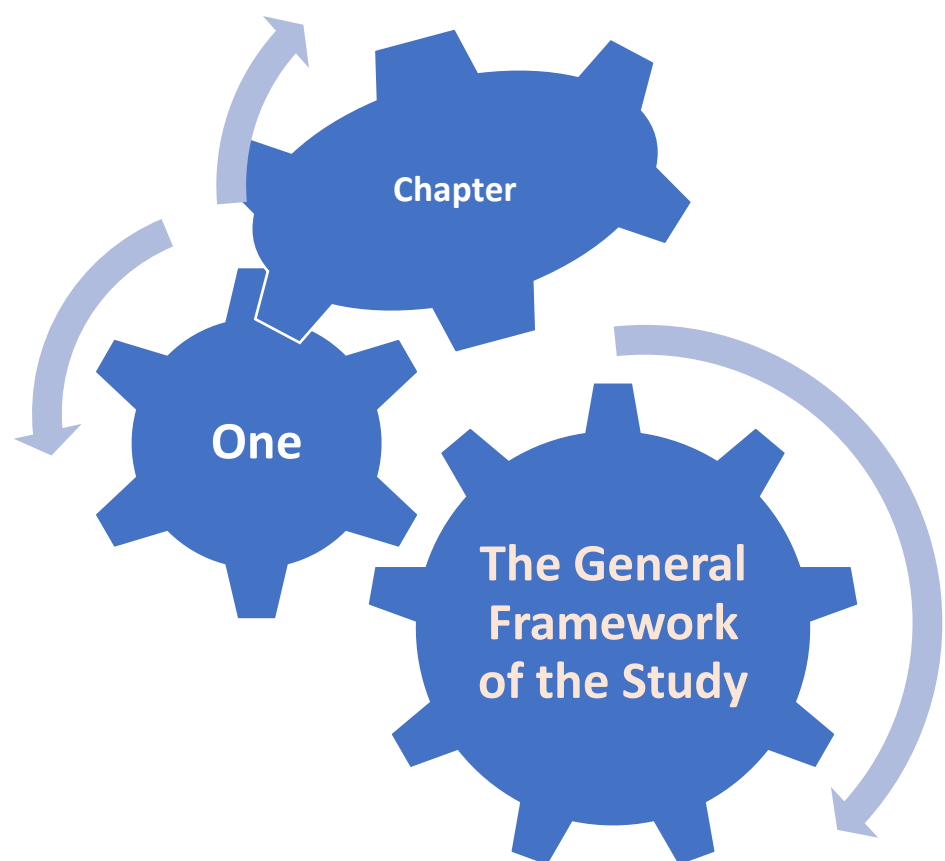 Chapter
One
The General
Framework
of the Study